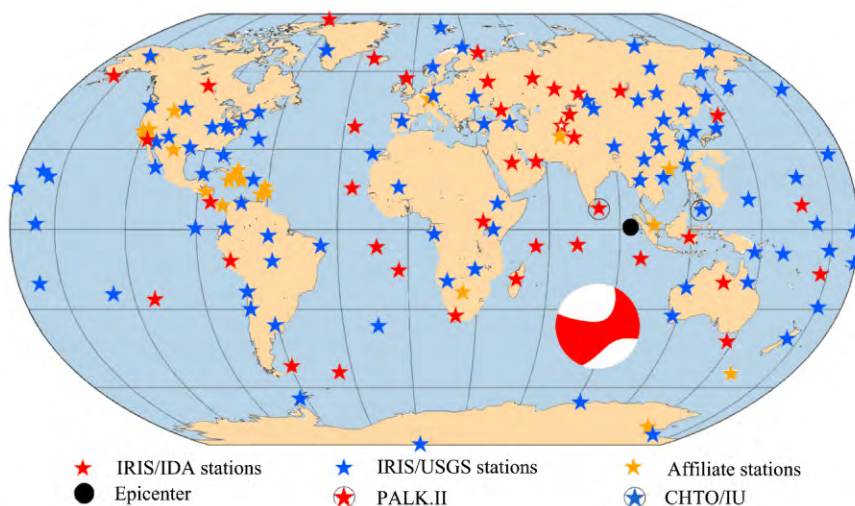 IRIS/IDA stations IRIS/USGS stations Affiliate stations
Epicenter PALK.II CHTO/IU